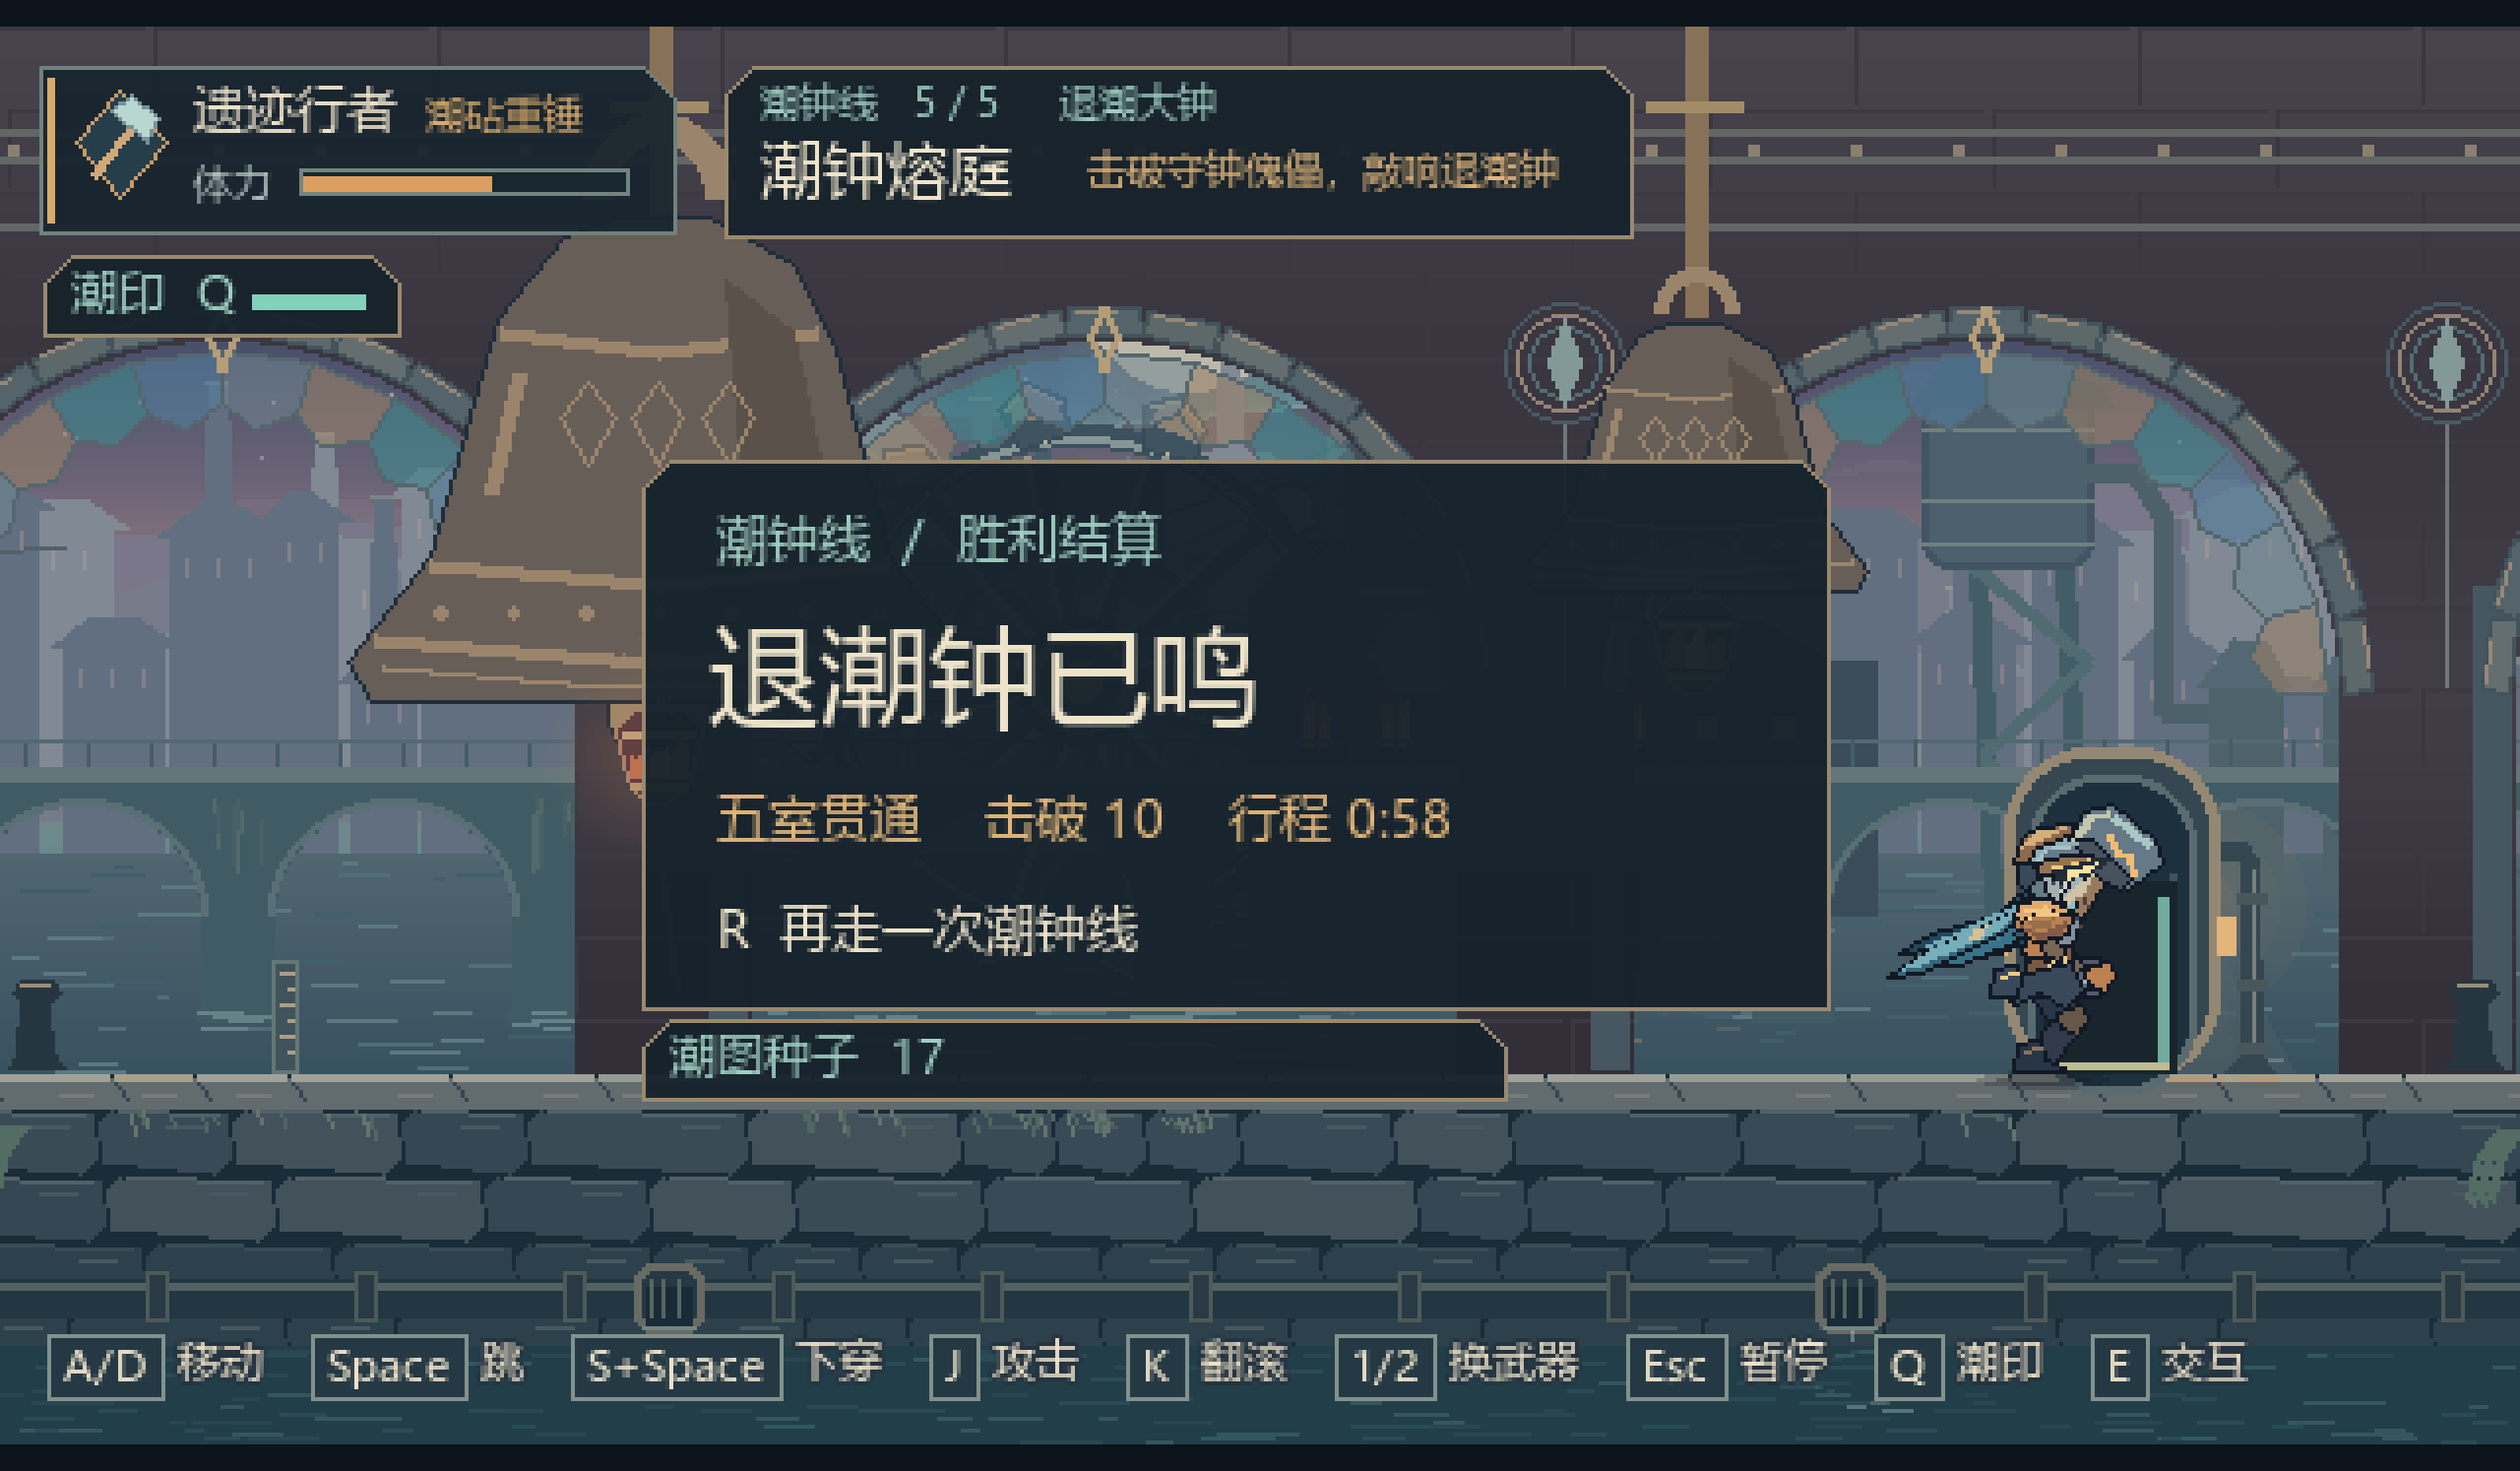 遗迹行者 潮砧重锤
体力
潮印 Q
潮钟线 5 / 5 退潮大钟
潮钟熔庭 击破守钟傀儡，敲响退潮钟
潮钟线 / 胜利结算
退潮钟已鸣
五室贯通 击破 10 行程 0:58
R 再走一次潮钟线
潮图种子 17
A/D 移动 Space 跳 S+Space 下穿 J 攻击 K 翻滚 1/2 换武器 Esc 暂停 Q 潮印 E 交互